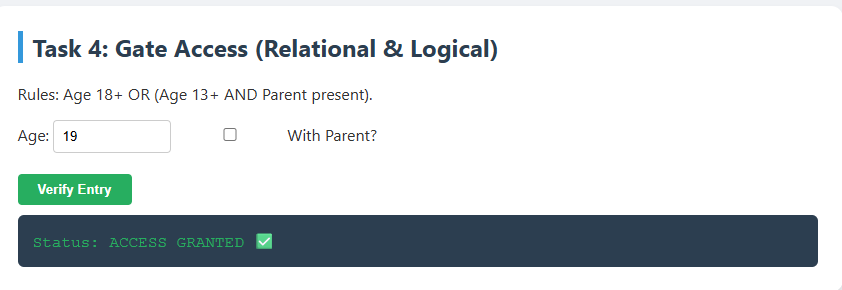 Task 4: Gate Access (Relational & Logical)
Rules: Age 18+ OR (Age 13+ AND Parent present).
Age: 19 With Parent?
Verify Entry
Status: ACCESS GRANTED ✅